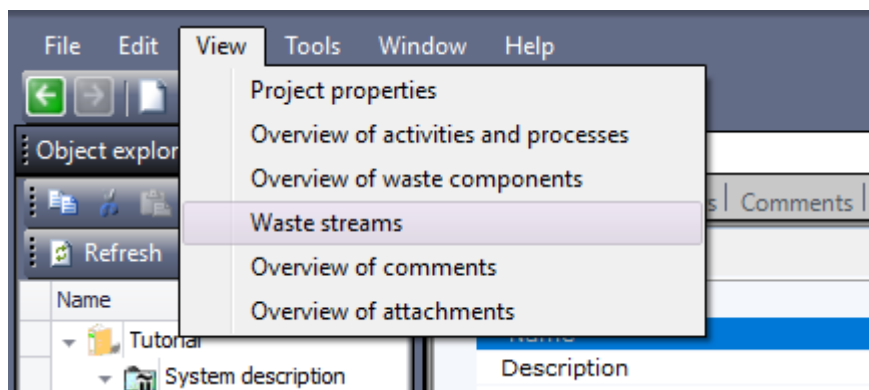 File Edit View Tools Window Help
Project properties
Overview of activities and processes
Object explor
Overview of waste components
s Comments
Waste streams
Refresh
Overview of comments
Name
Overview of attachments
Tutorial
Name
System description
Description